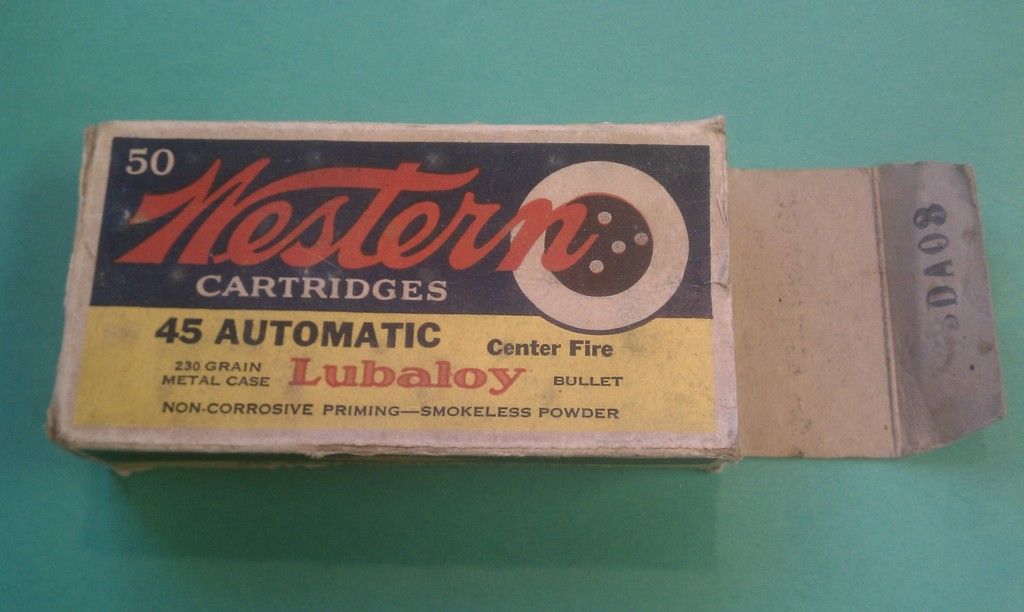 50
Western
CARTRIDGES
45 AUTOMATIC
Center Fire
230 GRAIN
METAL CASE
Lubaloy
BULLET
NON-CORROSIVE PRIMING—SMOKELESS POWDER
DA08